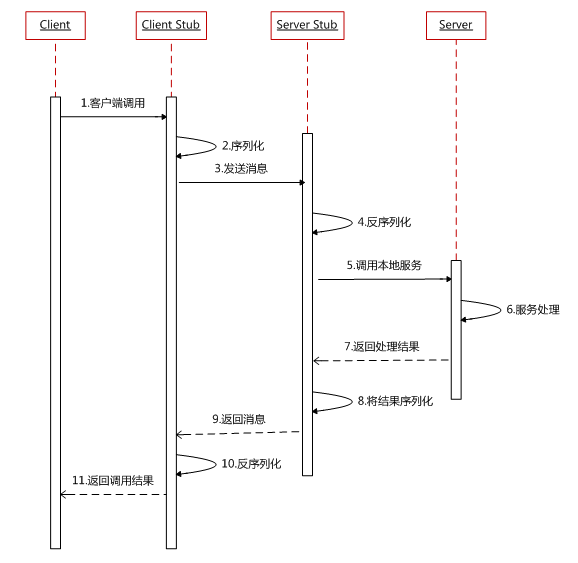 Client
Client Stub
Server Stub
Server
1.客户端调用
2.序列化
3.发送消息
4.反序列化
5.调用本地服务
6.服务处理
7.返回处理结果
8.将结果序列化
9.返回消息
10.反序列化
11.返回调用结果